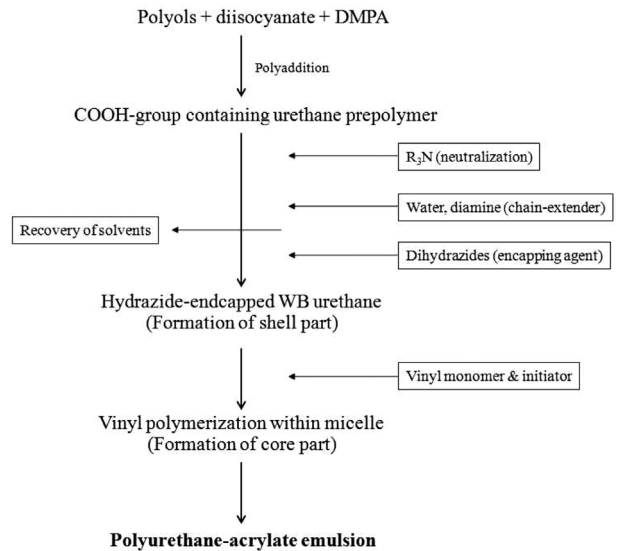 Polyols + diisocyanate + DMPA
Polyaddition
COOH-group containing urethane prepolymer
R₃N (neutralization)
Water, diamine (chain-extender)
Recovery of solvents
Dihydrazides (encapping agent)
Hydrazide-endcapped WB urethane
(Formation of shell part)
Vinyl monomer & initiator
Vinyl polymerization within micelle
(Formation of core part)
Polyurethane-acrylate emulsion